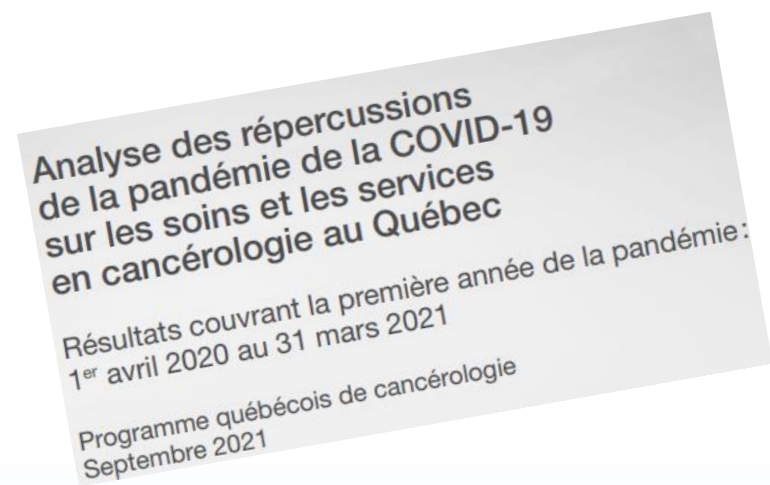 Analyse des répercussions
de la pandémie de la COVID-19
sur les soins et les services
en cancérologie au Québec
Résultats couvrant la première année de la pandémie :
1er avril 2020 au 31 mars 2021
Programme québécois de cancérologie
Septembre 2021